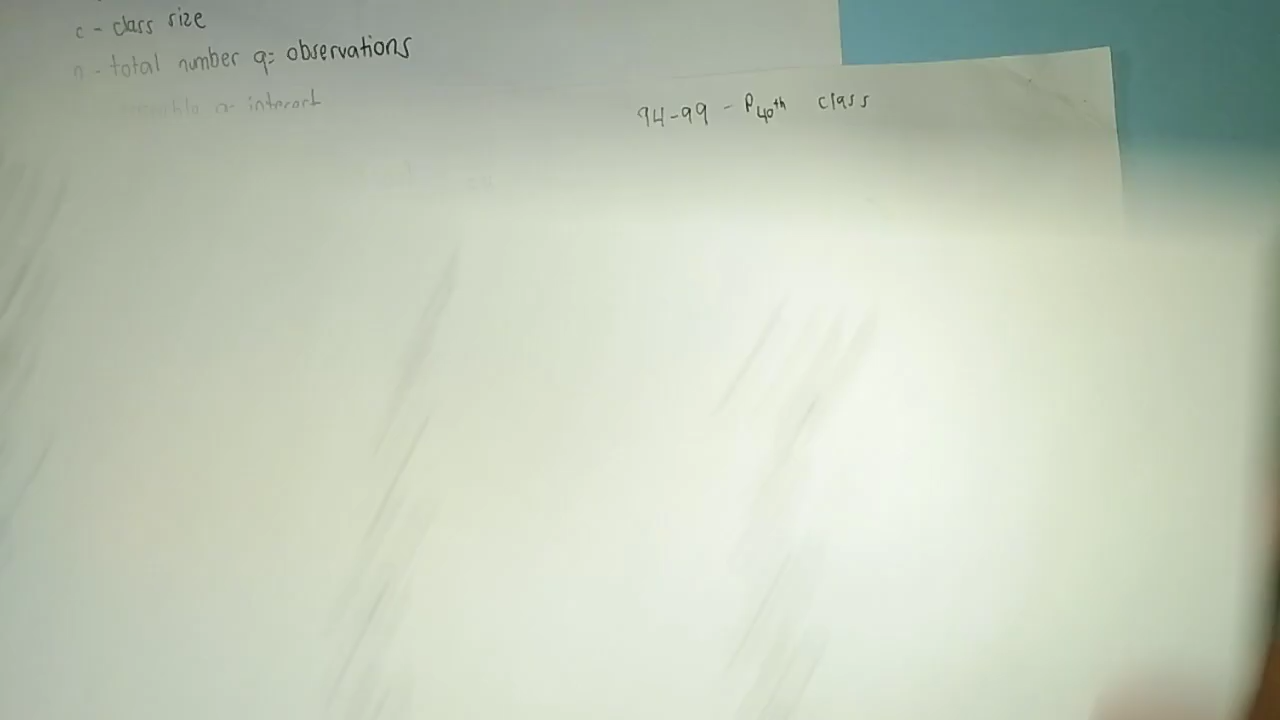 c - class size
n - total number of observations
94-99 - P40th class